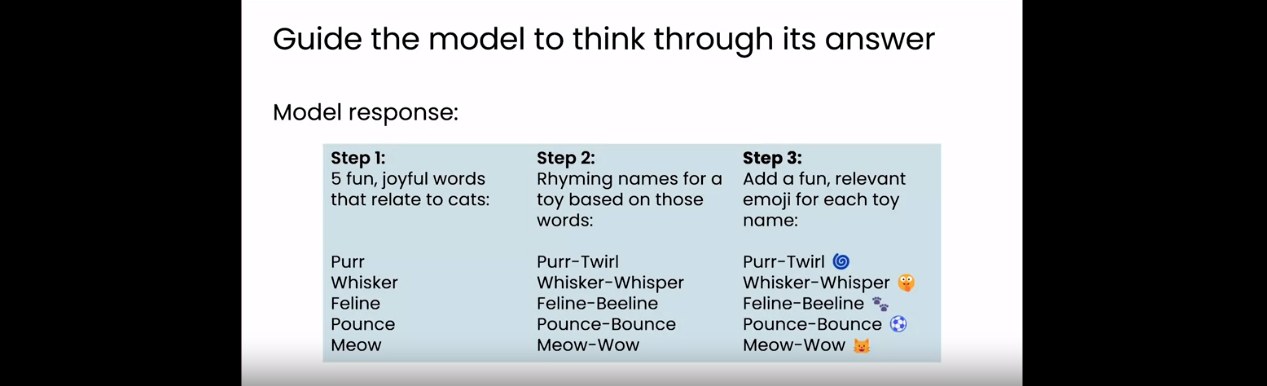 Guide the model to think through its answer
Model response:
Step 1:
5 fun, joyful words
that relate to cats:
Purr
Whisker
Feline
Pounce
Meow
Step 2:
Rhyming names for a
toy based on those
words:
Purr-Twirl
Whisker-Whisper
Feline-Beeline
Pounce-Bounce
Meow-Wow
Step 3:
Add a fun, relevant
emoji for each toy
name:
Purr-Twirl 🌀
Whisker-Whisper 🤫
Feline-Beeline 🐾
Pounce-Bounce ⚽
Meow-Wow 😺